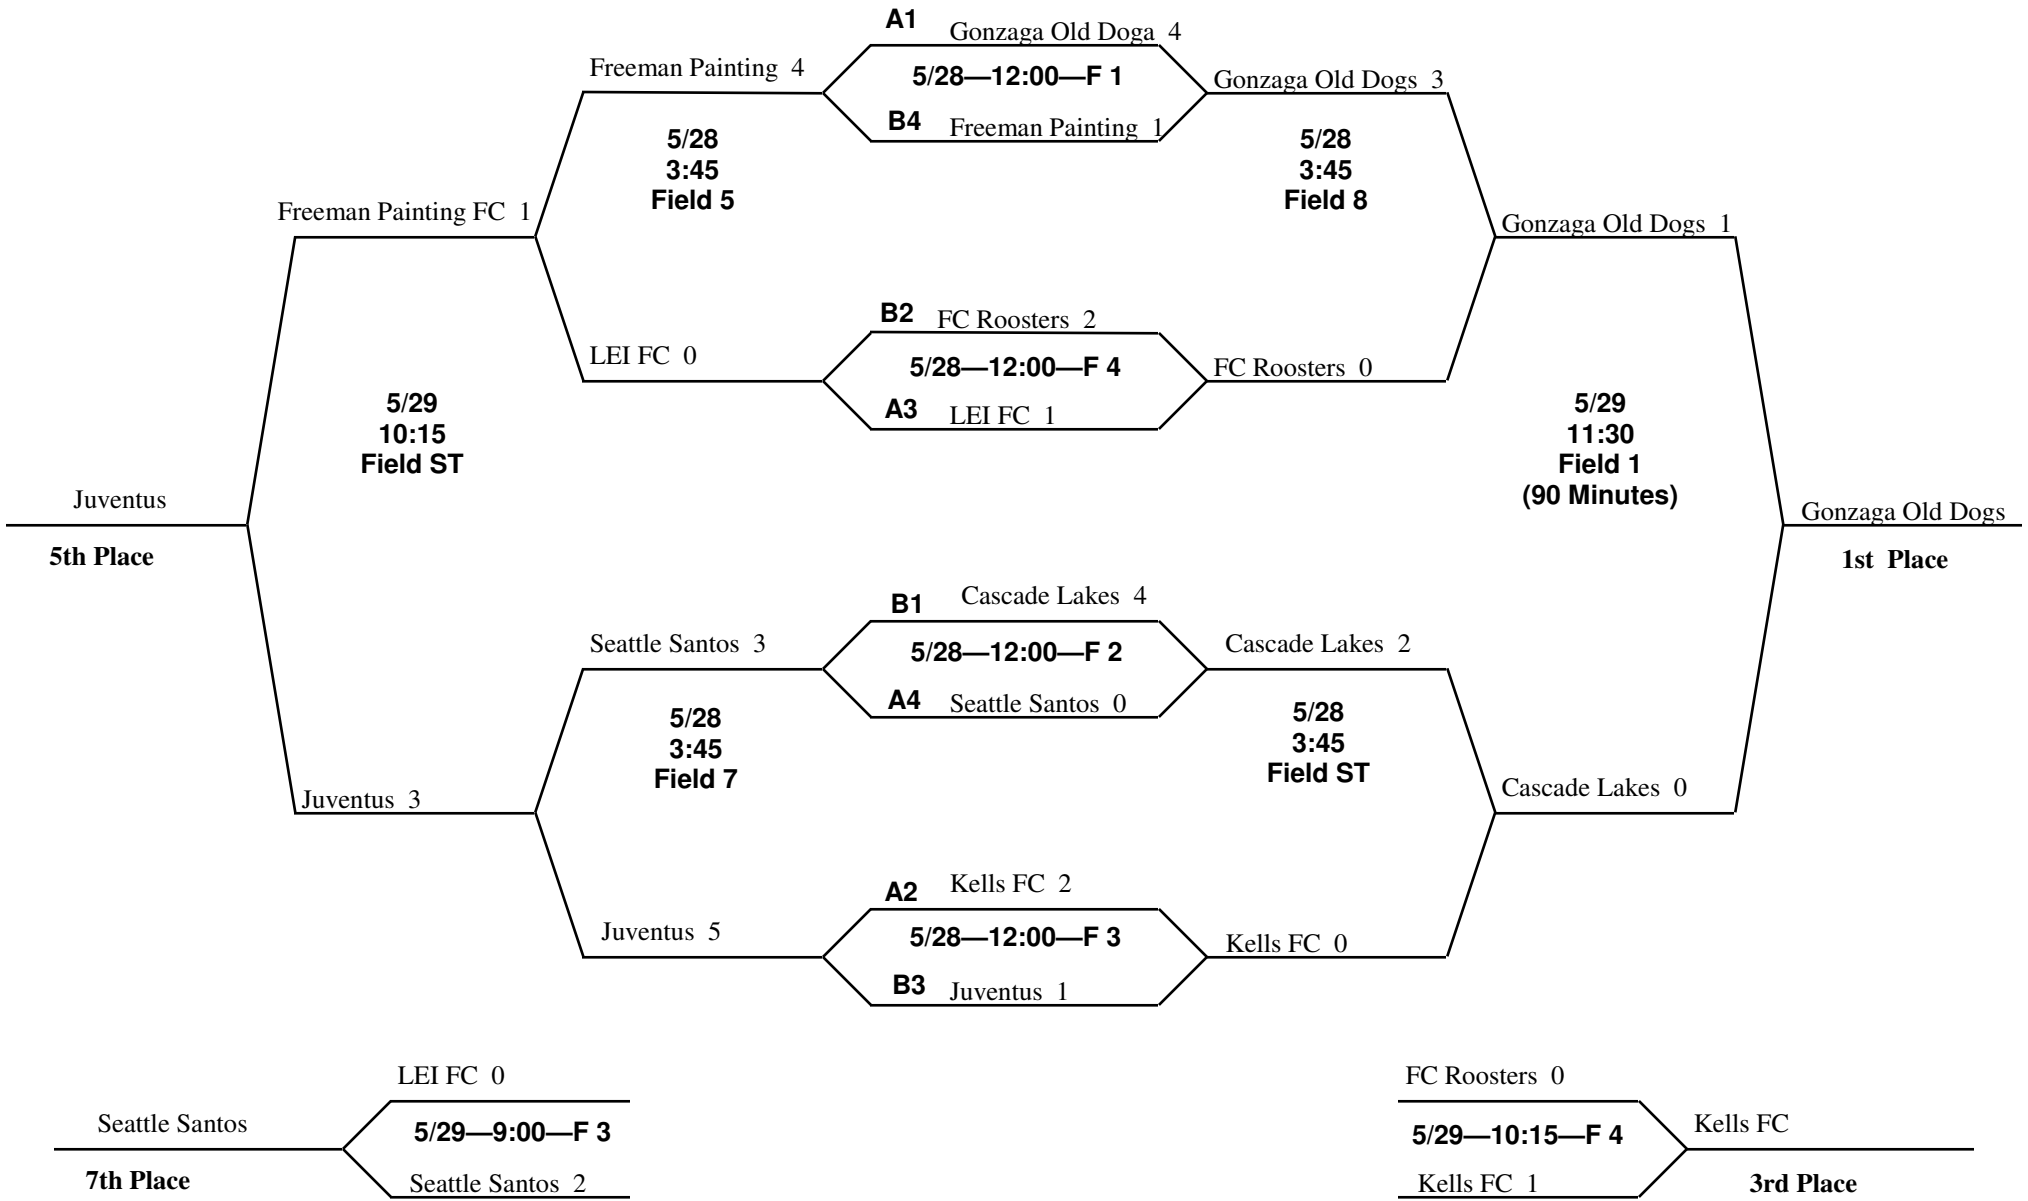 A1
Gonzaga Old Doga 4
Freeman Painting 4
5/28—12:00—F 1
Gonzaga Old Dogs 3
B4
Freeman Painting 1
5/28
3:45
Field 5
5/28
3:45
Field 8
Freeman Painting FC 1
Gonzaga Old Dogs 1
B2
FC Roosters 2
LEI FC 0
5/28—12:00—F 4
FC Roosters 0
A3
LEI FC 1
5/29
10:15
Field ST
5/29
11:30
Field 1
(90 Minutes)
Juventus
5th Place
Gonzaga Old Dogs
1st Place
B1
Cascade Lakes 4
Seattle Santos 3
5/28—12:00—F 2
Cascade Lakes 2
A4
Seattle Santos 0
5/28
3:45
Field 7
5/28
3:45
Field ST
Juventus 3
Cascade Lakes 0
A2
Kells FC 2
Juventus 5
5/28—12:00—F 3
Kells FC 0
B3
Juventus 1
LEI FC 0
Seattle Santos
5/29—9:00—F 3
7th Place
Seattle Santos 2
FC Roosters 0
5/29—10:15—F 4
Kells FC
Kells FC 1
3rd Place